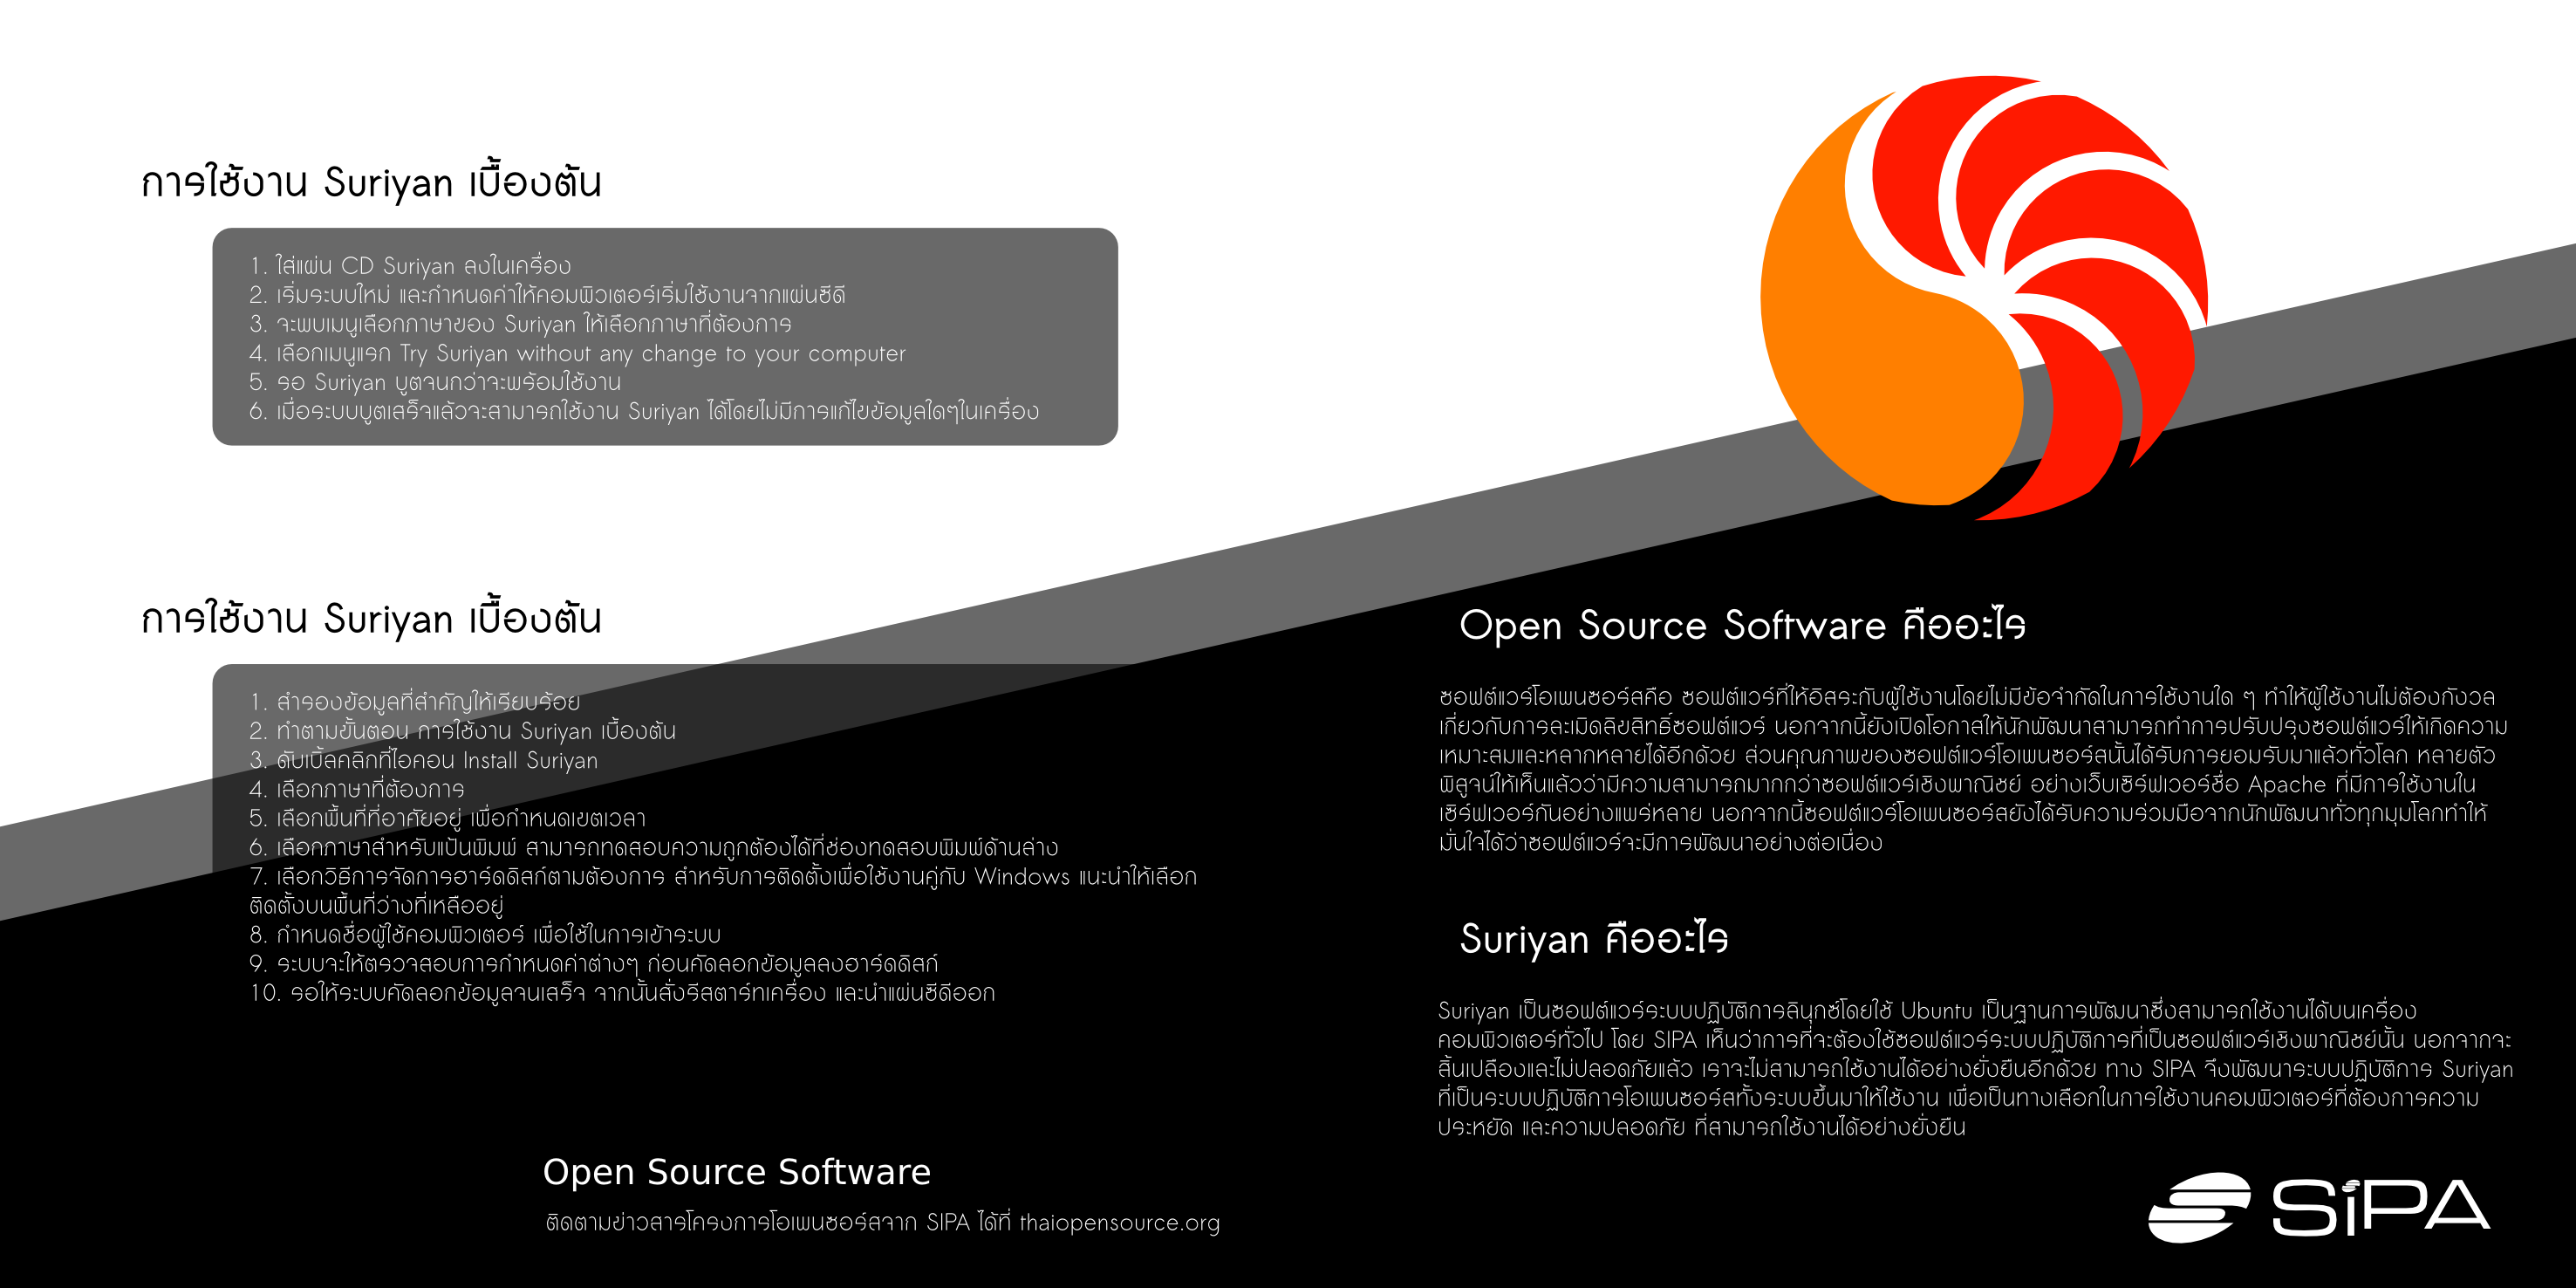 การใช้งาน Suriyan เบื้องต้น
1. ใส่แผ่น CD Suriyan ลงในเครื่อง
2. เริ่มระบบใหม่ และกำหนดค่าให้คอมพิวเตอร์เริ่มใช้งานจากแผ่นซีดี
3. จะพบเมนูเลือกภาษาของ Suriyan ให้เลือกภาษาที่ต้องการ
4. เลือกเมนูแรก Try Suriyan without any change to your computer
5. รอ Suriyan บูตจนกว่าจะพร้อมใช้งาน
6. เมื่อระบบบูตเสร็จแล้วจะสามารถใช้งาน Suriyan ได้โดยไม่มีการแก้ไขข้อมูลใดๆในเครื่อง
การใช้งาน Suriyan เบื้องต้น
1. สำรองข้อมูลที่สำคัญให้เรียบร้อย
2. ทำตามขั้นตอน การใช้งาน Suriyan เบื้องต้น
3. ดับเบิ้ลคลิกที่ไอคอน Install Suriyan
4. เลือกภาษาที่ต้องการ
5. เลือกพื้นที่ที่อาศัยอยู่ เพื่อกำหนดเขตเวลา
6. เลือกภาษาสำหรับแป้นพิมพ์ สามารถทดสอบความถูกต้องได้ที่ช่องทดสอบพิมพ์ด้านล่าง
7. เลือกวิธีการจัดการฮาร์ดดิสก์ตามต้องการ สำหรับการติดตั้งเพื่อใช้งานคู่กับ Windows แนะนำให้เลือก
ติดตั้งบนพื้นที่ว่างที่เหลืออยู่
8. กำหนดชื่อผู้ใช้คอมพิวเตอร์ เพื่อใช้ในการเข้าระบบ
9. ระบบจะให้ตรวจสอบการกำหนดค่าต่างๆ ก่อนคัดลอกข้อมูลลงฮาร์ดดิสก์
10. รอให้ระบบคัดลอกข้อมูลจนเสร็จ จากนั้นสั่งรีสตาร์ทเครื่อง และนำแผ่นซีดีออก
Open Source Software
ติดตามข่าวสารโครงการโอเพนซอร์สจาก SIPA ได้ที่ thaiopensource.org
Open Source Software คืออะไร
ซอฟต์แวร์โอเพนซอร์สคือ ซอฟต์แวร์ที่ให้อิสระกับผู้ใช้งานโดยไม่มีข้อจำกัดในการใช้งานใด ๆ ทำให้ผู้ใช้งานไม่ต้องกังวล
เกี่ยวกับการละเมิดลิขสิทธิ์ซอฟต์แวร์ นอกจากนี้ยังเปิดโอกาสให้นักพัฒนาสามารถทำการปรับปรุงซอฟต์แวร์ให้เกิดความ
เหมาะสมและหลากหลายได้อีกด้วย ส่วนคุณภาพของซอฟต์แวร์โอเพนซอร์สนั้นได้รับการยอมรับมาแล้วทั่วโลก หลายตัว
พิสูจน์ให้เห็นแล้วว่ามีความสามารถมากกว่าซอฟต์แวร์เชิงพาณิชย์ อย่างเว็บเซิร์ฟเวอร์ชื่อ Apache ที่มีการใช้งานใน
เซิร์ฟเวอร์กันอย่างแพร่หลาย นอกจากนี้ซอฟต์แวร์โอเพนซอร์สยังได้รับความร่วมมือจากนักพัฒนาทั่วทุกมุมโลกทำให้
มั่นใจได้ว่าซอฟต์แวร์จะมีการพัฒนาอย่างต่อเนื่อง
Suriyan คืออะไร
Suriyan เป็นซอฟต์แวร์ระบบปฏิบัติการลินุกซ์โดยใช้ Ubuntu เป็นฐานการพัฒนาซึ่งสามารถใช้งานได้บนเครื่อง
คอมพิวเตอร์ทั่วไป โดย SIPA เห็นว่าการที่จะต้องใช้ซอฟต์แวร์ระบบปฏิบัติการที่เป็นซอฟต์แวร์เชิงพาณิชย์นั้น นอกจากจะ
สิ้นเปลืองและไม่ปลอดภัยแล้ว เราจะไม่สามารถใช้งานได้อย่างยั่งยืนอีกด้วย ทาง SIPA จึงพัฒนาระบบปฏิบัติการ Suriyan
ที่เป็นระบบปฏิบัติการโอเพนซอร์สทั้งระบบขึ้นมาให้ใช้งาน เพื่อเป็นทางเลือกในการใช้งานคอมพิวเตอร์ที่ต้องการความ
ประหยัด และความปลอดภัย ที่สามารถใช้งานได้อย่างยั่งยืน
SiPA